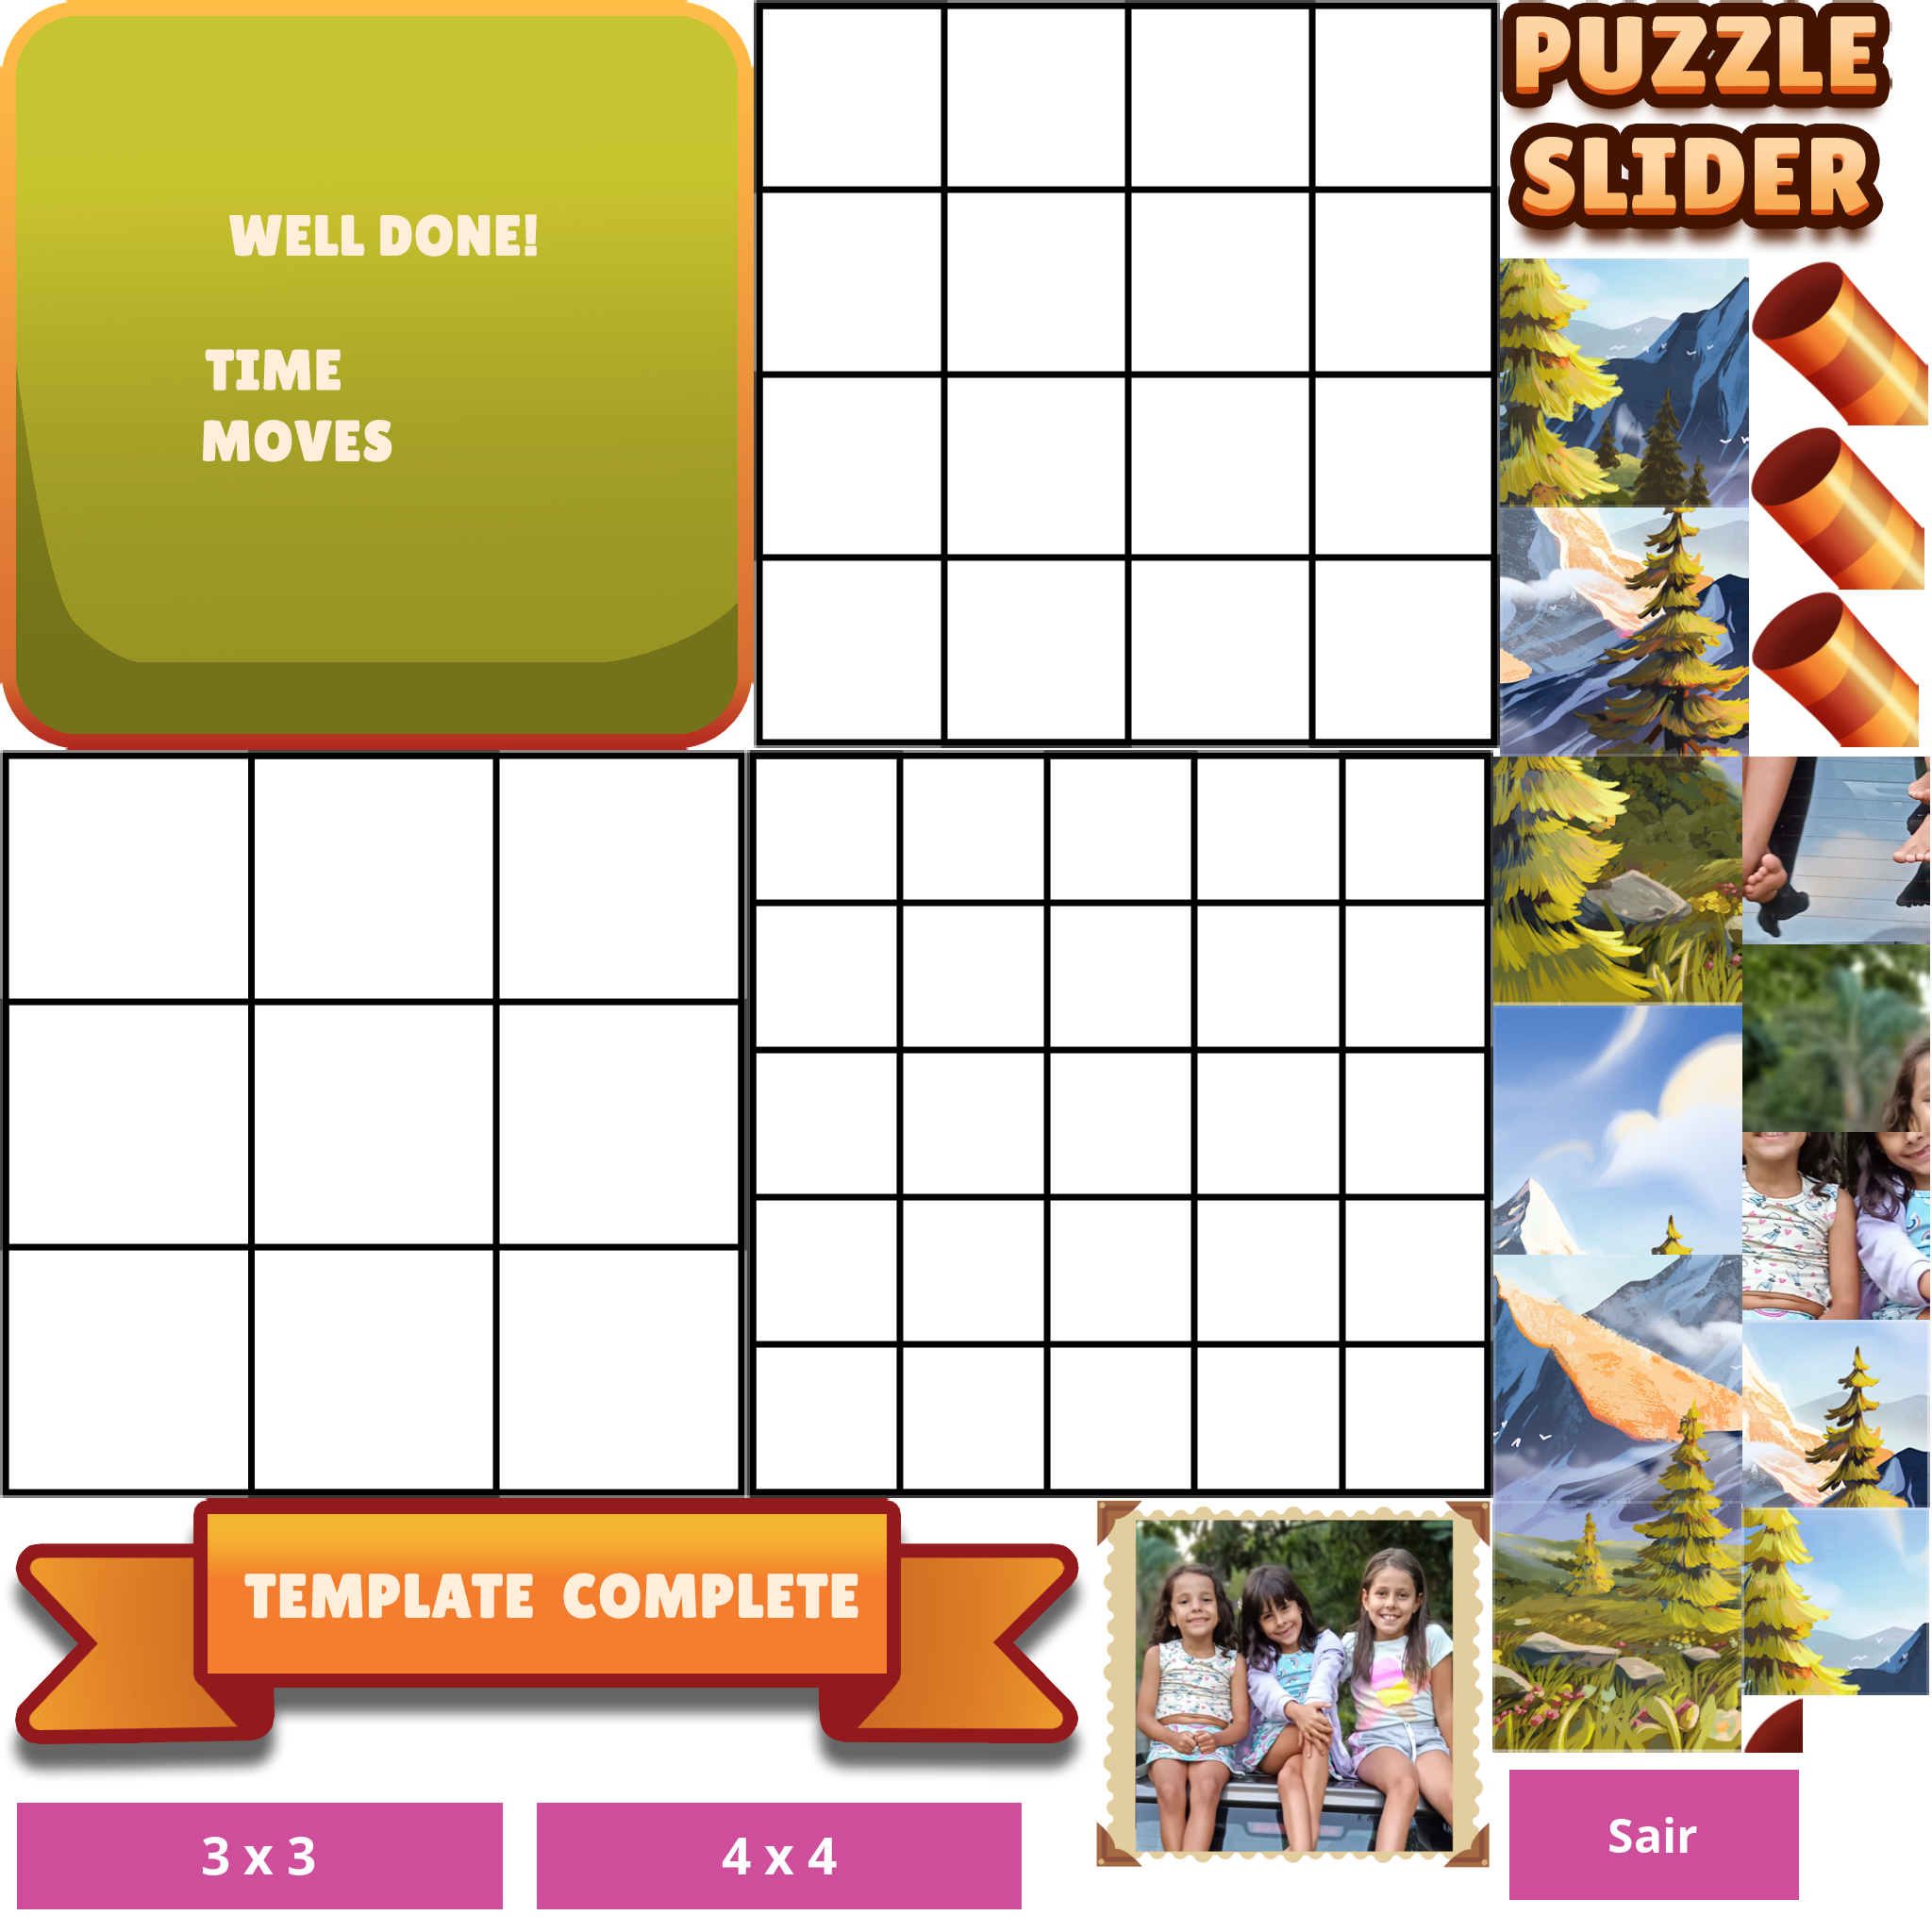 WELL DONE!
TIME
MOVES
PUZZLE
SLIDER
TEMPLATE COMPLETE
3 x 3
4 x 4
Sair